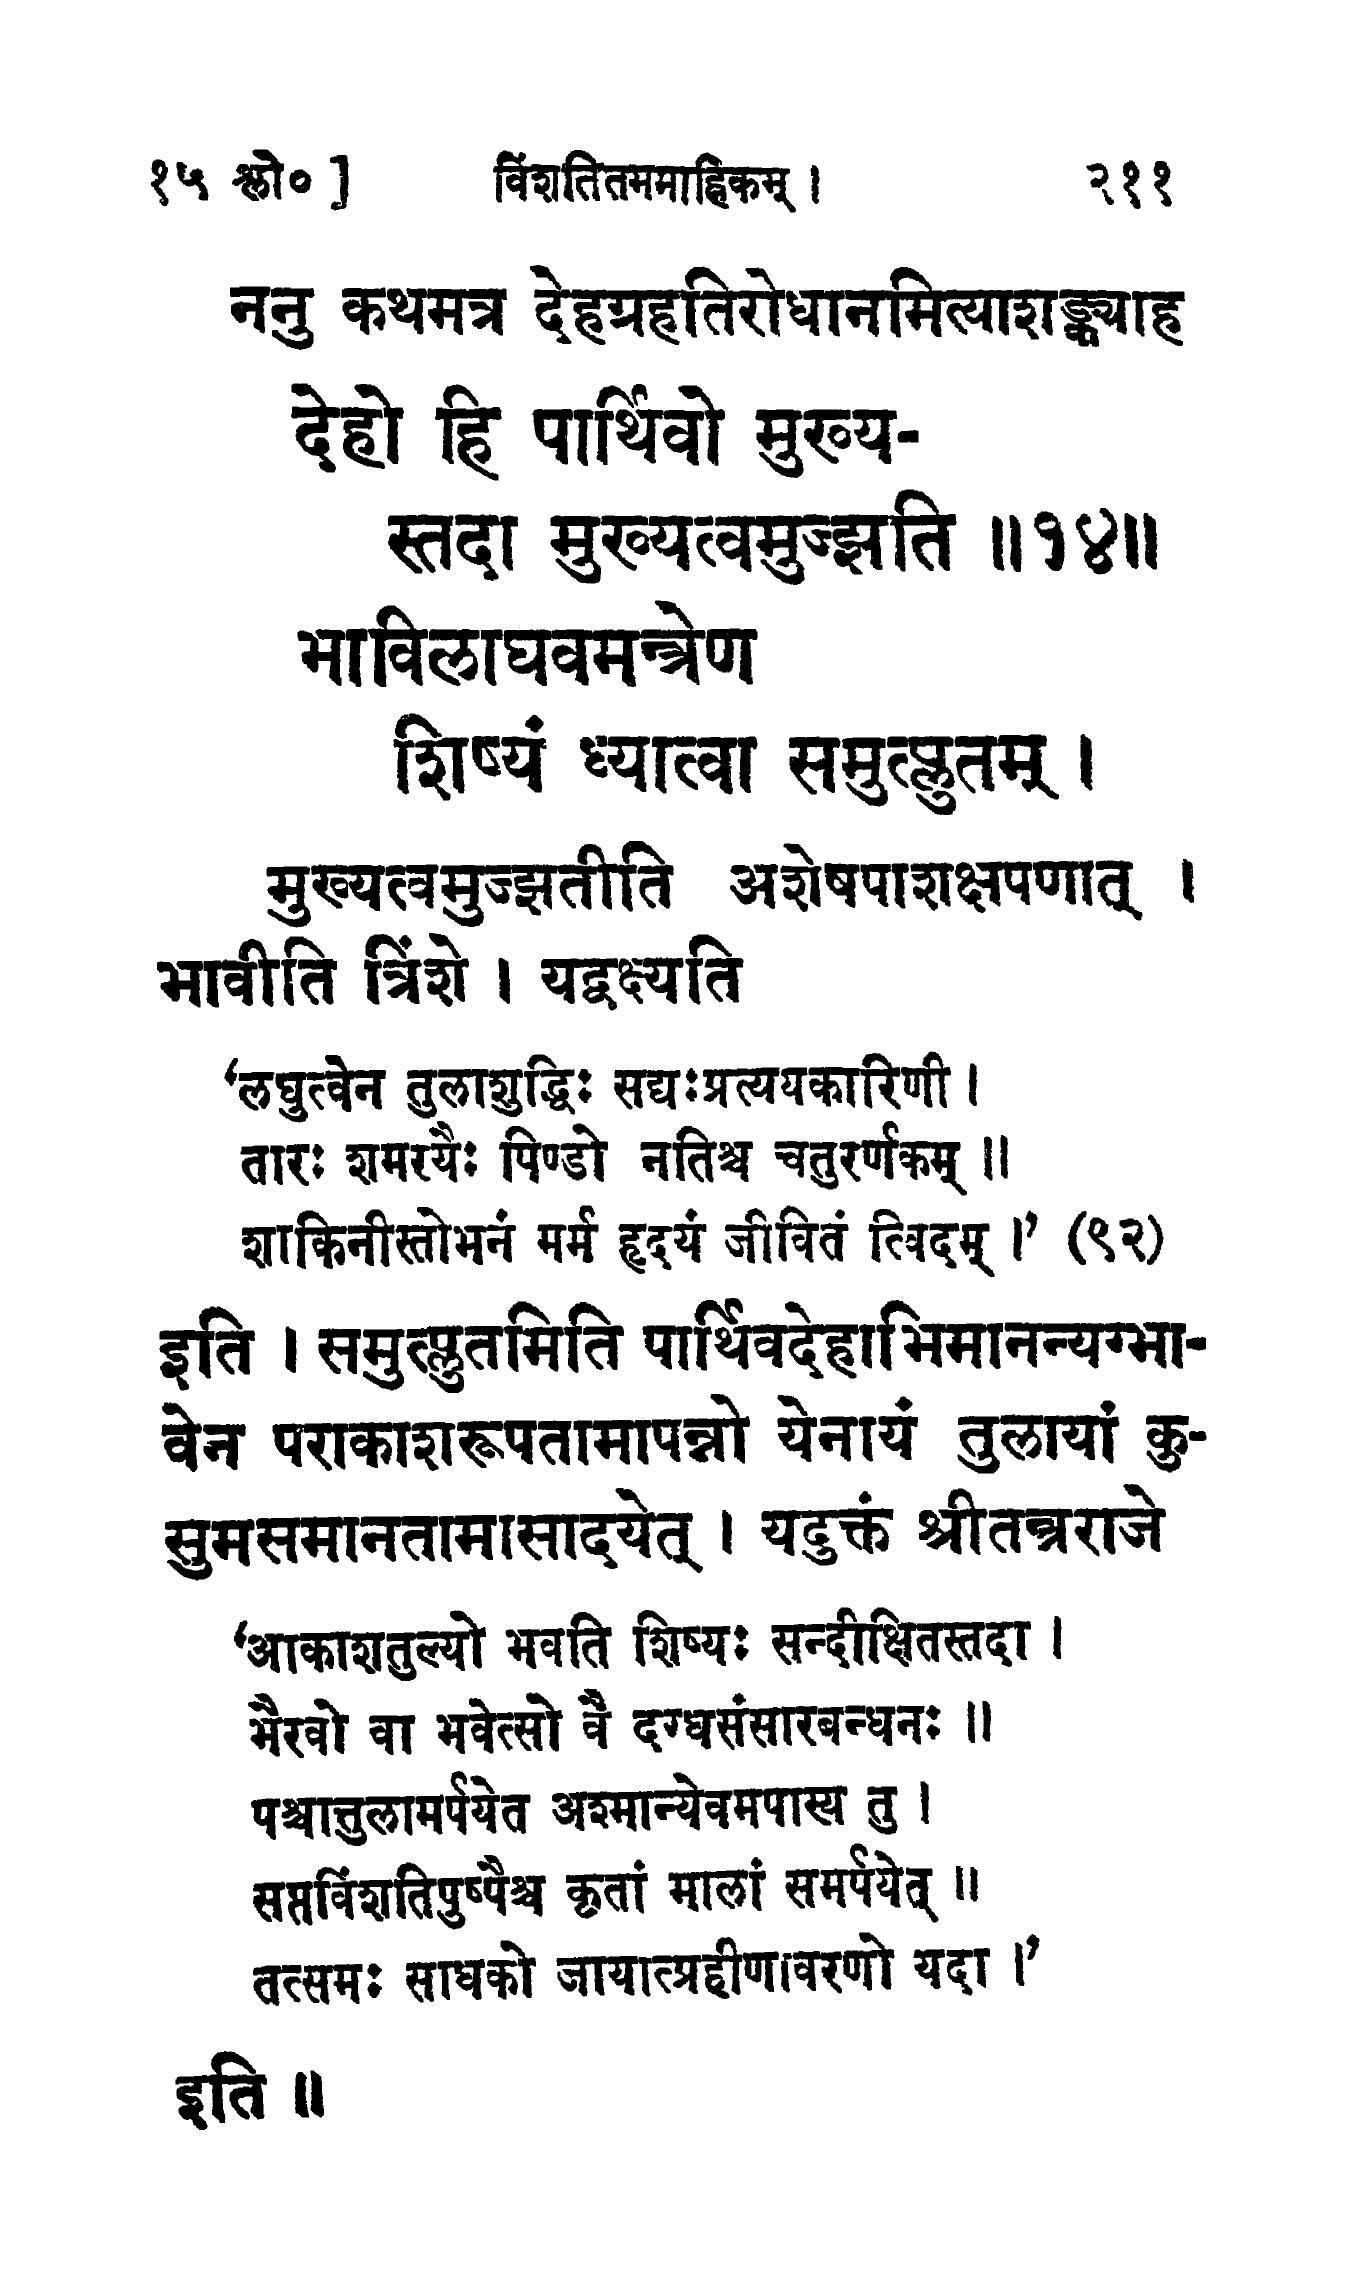 १५ श्लो० ] विंशतितममाह्निकम् । २११
ननु कथमत्र देहग्रहतिरोधानमित्याशङ्क्याह
देहो हि पार्थिवो मुख्य-
स्तदा मुख्यत्वमुज्झति ॥१४॥
भाविलाघवमन्त्रेण
शिष्यं ध्यात्वा समुत्प्लुतम् ।
मुख्यत्वमुज्झतीति अशेषपाशक्षपणात् ।
भावीति त्रिंशे । यद्वक्ष्यति
‘लघुत्वेन तुलाशुद्धिः सद्यःप्रत्ययकारिणी ।
तारः शमरयैः पिण्डो नतिश्च चतुरर्णकम् ॥
शाकिनीस्तोभनं मर्म हृदयं जीवितं त्विदम् ।’ (९२)
इति । समुत्प्लुतमिति पार्थिवदेहाभिमानन्यग्भा-
वेन पराकाशरूपतामापन्नो येनायं तुलायां कु-
सुमसमानतामासादयेत् । यदुक्तं श्रीतन्त्रराजे
‘आकाशतुल्यो भवति शिष्यः सन्दीक्षितस्तदा ।
भैरवो वा भवेत्सो वै दग्धसंसारबन्धनः ॥
पश्चात्तुलामर्पयेत अश्मान्येवमपास्य तु ।
सप्तविंशतिपुष्पैश्च कृतां मालां समर्पयेत् ॥
तत्समः साधको जायात्प्रहीणावरणो यदा ।’
इति ॥